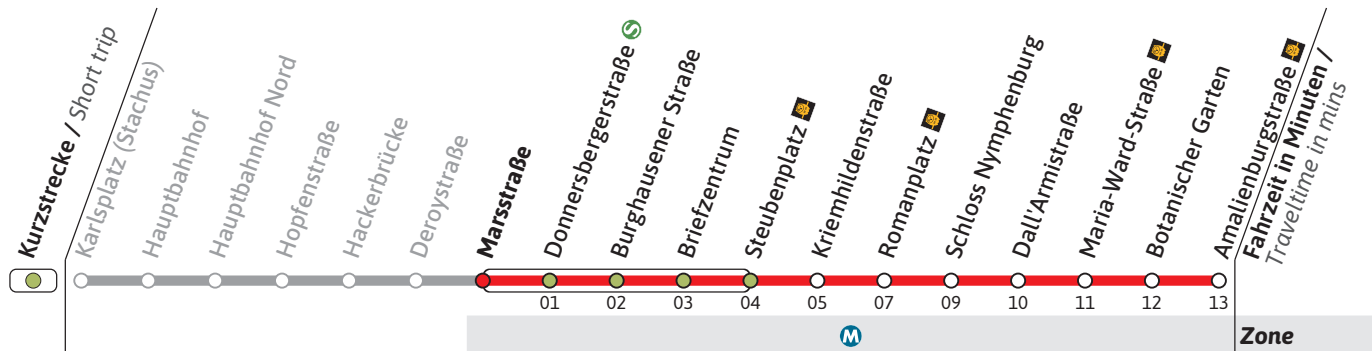 Kurzstrecke / Short trip
Karlsplatz (Stachus)
Hauptbahnhof
Hauptbahnhof Nord
Hopfenstraße
Hackerbrücke
Deroystraße
Marsstraße
Donnersbergerstraße S
Burghausener Straße
Briefzentrum
Steubenplatz
Kriemhildenstraße
Romanplatz
Schloss Nymphenburg
Dall'Armistraße
Maria-Ward-Straße
Botanischer Garten
Amalienburgstraße
Fahrzeit in Minuten /
Traveltime in mins
01 02 03 04 05 07 09 10 11 12 13
M Zone